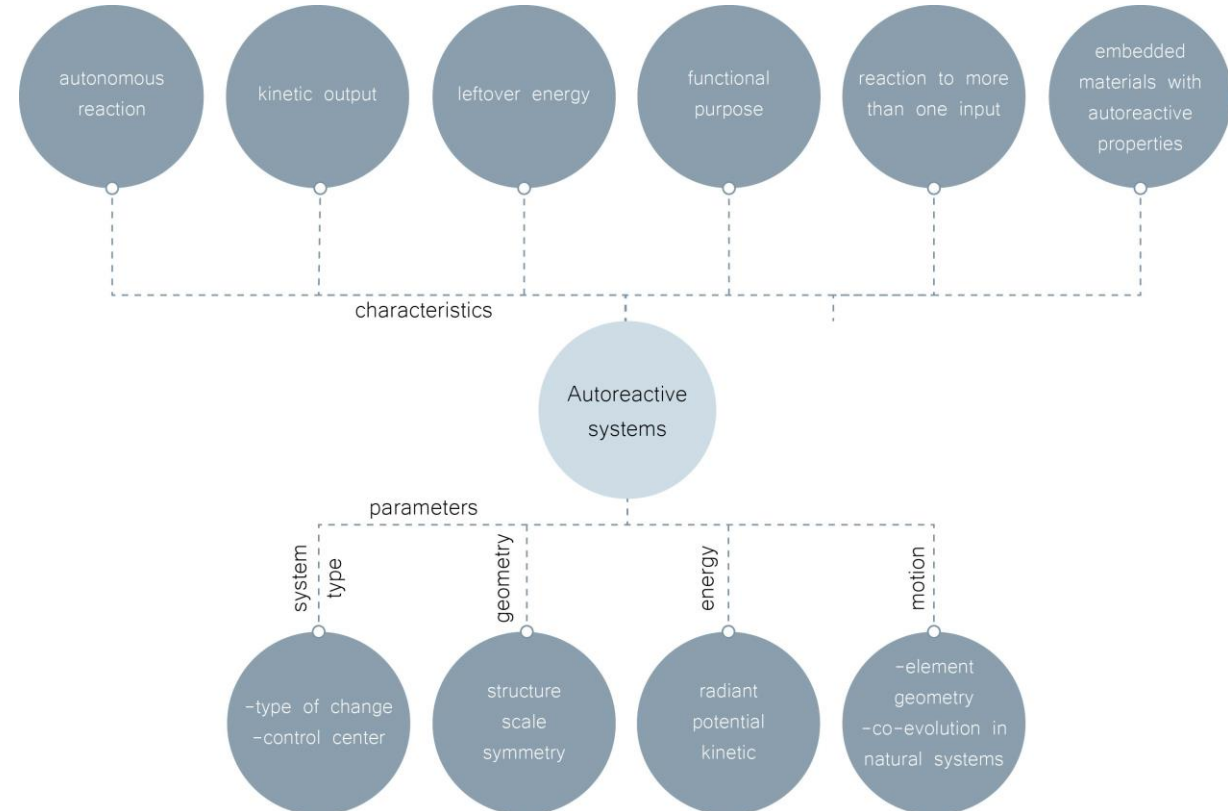 autonomous
reaction
kinetic output
leftover energy
functional
purpose
reaction to more
than one input
embedded
materials with
autoreactive
properties
characteristics
Autoreactive
systems
parameters
system
type
geometry
energy
motion
-type of change
-control center
structure
scale
symmetry
radiant
potential
kinetic
-element
geometry
-co-evolution in
natural systems